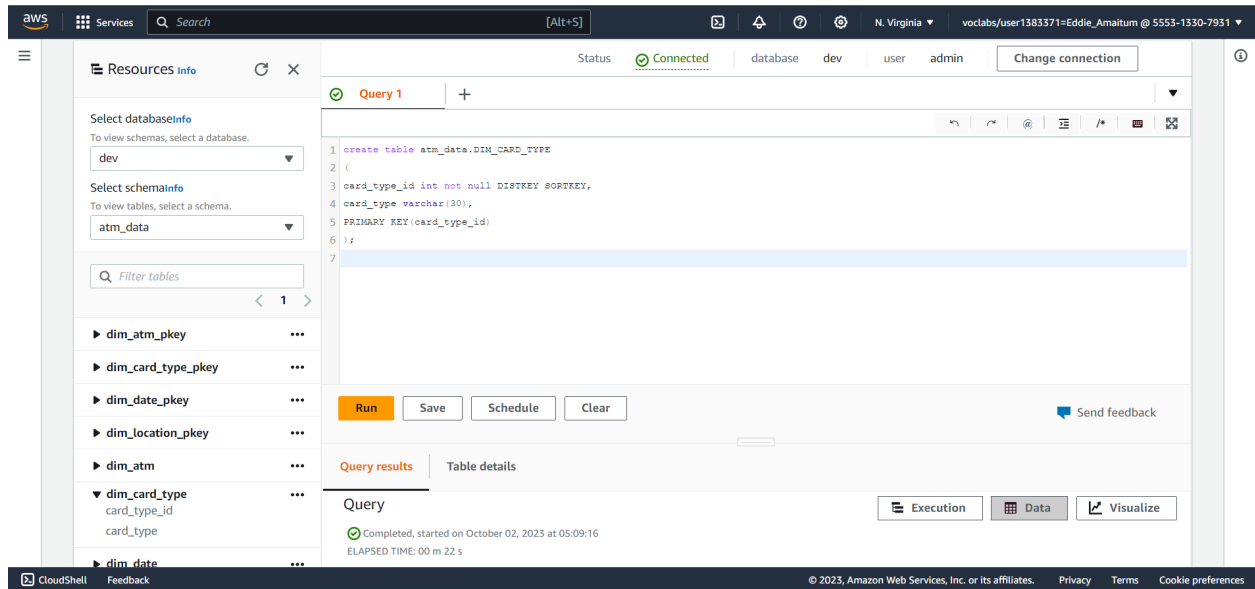 aws
Services
Search
[Alt+S]
N. Virginia
voclabs/user1383371=Eddie_Amaitum @ 5553-1330-7931
Resources Info
Status
Connected
database
dev
user
admin
Change connection
Query 1
Select databaseInfo
To view schemas, select a database.
dev
Select schemaInfo
To view tables, select a schema.
atm_data
Filter tables
1
dim_atm_pkey
dim_card_type_pkey
dim_date_pkey
dim_location_pkey
dim_atm
dim_card_type
card_type_id
card_type
dim_date
@
/*
1 create table atm_data.DIM_CARD_TYPE
2 (
3 card_type_id int not null DISTKEY SORTKEY,
4 card_type varchar(30),
5 PRIMARY KEY(card_type_id)
6 );
7
Run
Save
Schedule
Clear
Send feedback
Query results
Table details
Query
Execution
Data
Visualize
Completed, started on October 02, 2023 at 05:09:16
ELAPSED TIME: 00 m 22 s
CloudShell
Feedback
© 2023, Amazon Web Services, Inc. or its affiliates.
Privacy
Terms
Cookie preferences